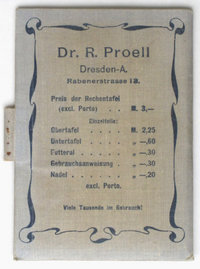 Dr. R. Proell
Dresden-A.
Rabenerstrasse 13.
Preis der Rechentafel
(excl. Porto) . . M. 3,—
Einzelteile:
Obertafel . . . . . M. 2,25
Untertafel . . . . „ —,60
Futteral . . . . . „ —,30
Gebrauchsanweisung . „ —,30
Nadel . . . . . . „ —,20
excl. Porto.
Viele Tausende im Gebrauch!